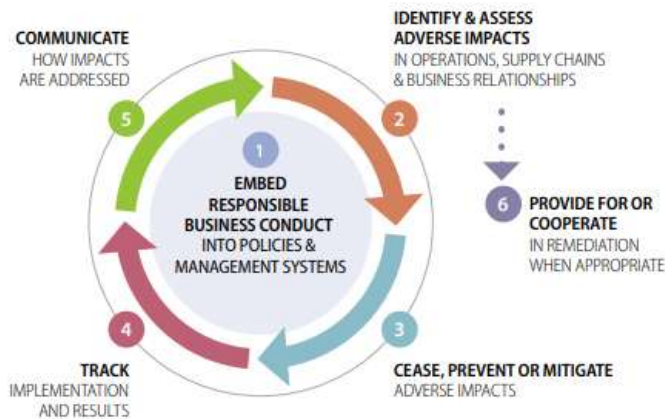 1
EMBED
RESPONSIBLE
BUSINESS CONDUCT
INTO POLICIES &
MANAGEMENT SYSTEMS
2
IDENTIFY & ASSESS
ADVERSE IMPACTS
IN OPERATIONS, SUPPLY CHAINS
& BUSINESS RELATIONSHIPS
3
CEASE, PREVENT OR MITIGATE
ADVERSE IMPACTS
4
TRACK
IMPLEMENTATION
AND RESULTS
5
COMMUNICATE
HOW IMPACTS
ARE ADDRESSED
6
PROVIDE FOR OR
COOPERATE
IN REMEDIATION
WHEN APPROPRIATE